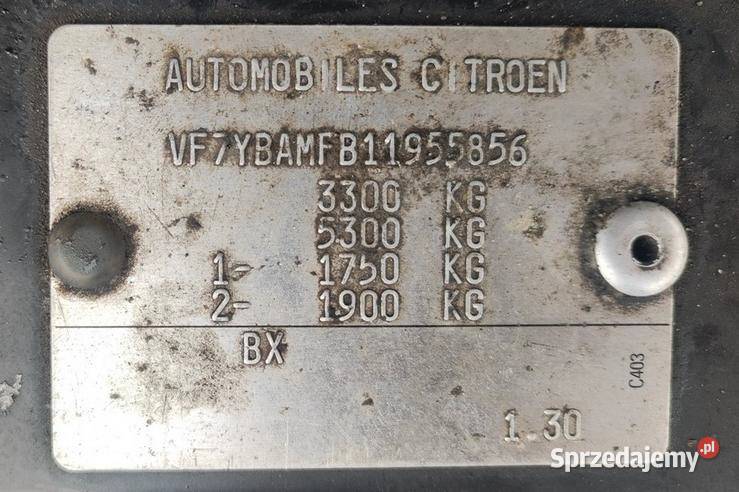 AUTOMOBILES CITROEN
VF7YBAMFB11955856
3300 KG
5300 KG
1- 1750 KG
2- 1900 KG
BX
C403
1.30
Sprzedajemy.pl